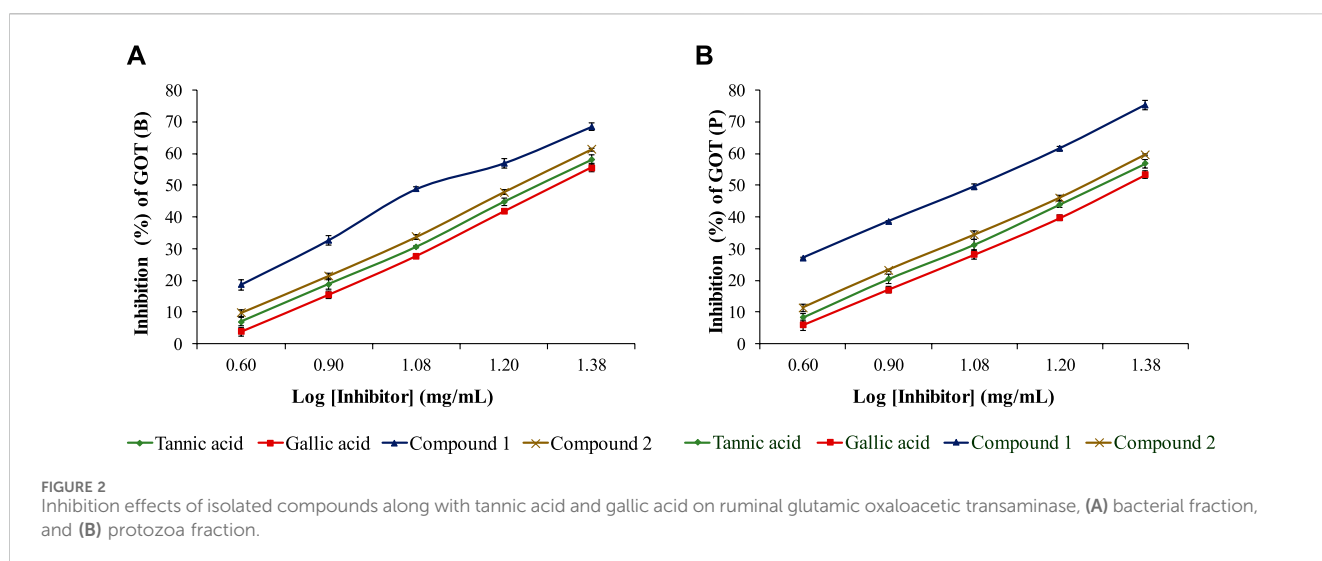 A
B
Inhibition (%) of GOT (B)
80
70
60
50
40
30
20
10
0
0.60 0.90 1.08 1.20 1.38
Log [Inhibitor] (mg/mL)
Inhibition (%) of GOT (P)
80
70
60
50
40
30
20
10
0
0.60 0.90 1.08 1.20 1.38
Log [Inhibitor] (mg/mL)
Tannic acid Gallic acid Compound 1 Compound 2
Tannic acid Gallic acid Compound 1 Compound 2
FIGURE 2
Inhibition effects of isolated compounds along with tannic acid and gallic acid on ruminal glutamic oxaloacetic transaminase, (A) bacterial fraction,
and (B) protozoa fraction.